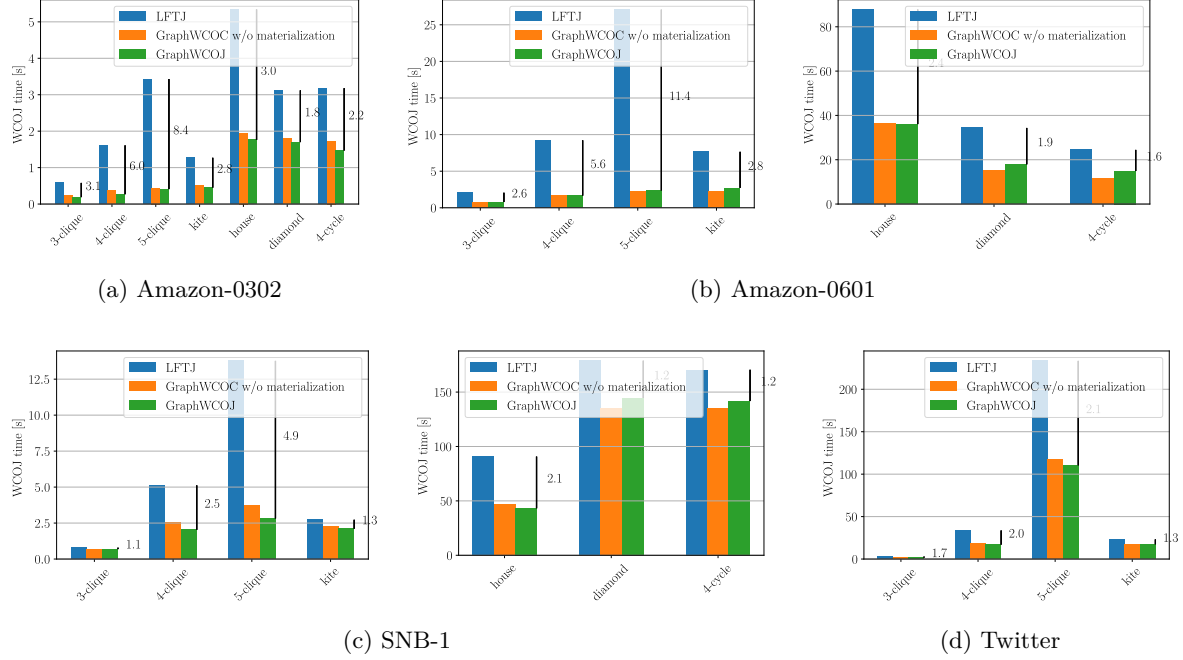 LFTJ
GraphWCOC w/o materialization
GraphWCOJ
WCOJ time [s]
5
4
3
2
1
0
3.1
6.0
8.4
2.8
3.0
1.8
2.2
3-clique
4-clique
5-clique
kite
house
diamond
4-cycle
(a) Amazon-0302
LFTJ
GraphWCOC w/o materialization
GraphWCOJ
WCOJ time [s]
25
20
15
10
5
0
2.6
5.6
11.4
2.8
3-clique
4-clique
5-clique
kite
LFTJ
GraphWCOC w/o materialization
GraphWCOJ
WCOJ time [s]
80
60
40
20
0
1.9
1.6
house
diamond
4-cycle
(b) Amazon-0601
LFTJ
GraphWCOC w/o materialization
GraphWCOJ
WCOJ time [s]
12.5
10.0
7.5
5.0
2.5
0.0
1.1
2.5
4.9
1.3
3-clique
4-clique
5-clique
kite
LFTJ
GraphWCOC w/o materialization
GraphWCOJ
WCOJ time [s]
150
100
50
0
2.1
1.2
1.2
house
diamond
4-cycle
(c) SNB-1
LFTJ
GraphWCOC w/o materialization
GraphWCOJ
WCOJ time [s]
200
150
100
50
0
1.7
2.0
2.1
1.3
3-clique
4-clique
5-clique
kite
(d) Twitter